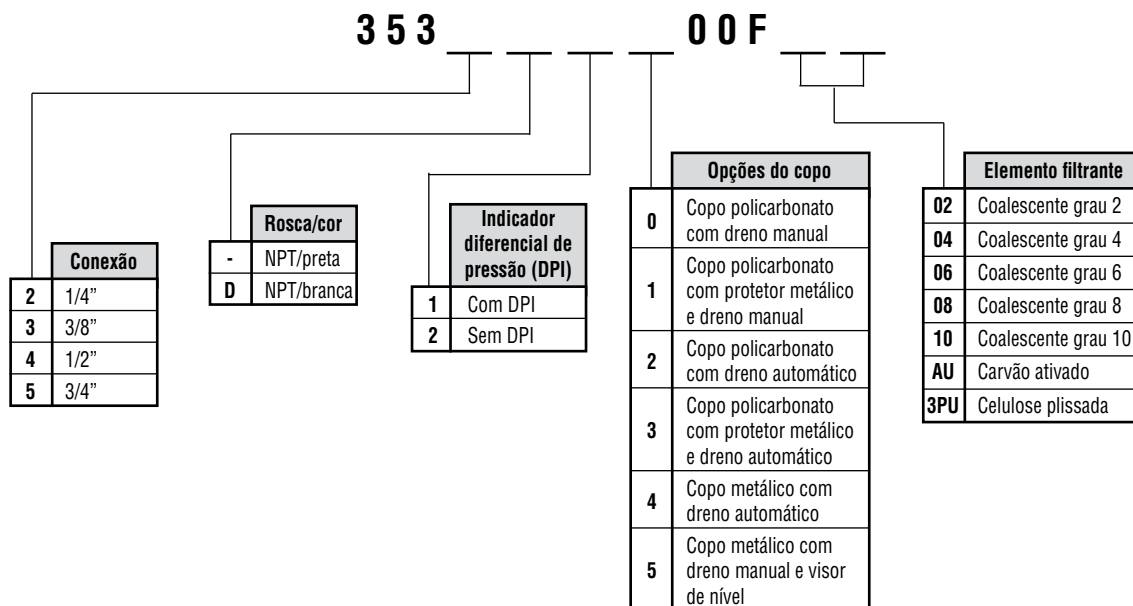 353 _ _ _ _ 00F _ _
Conexão
2 1/4”
3 3/8”
4 1/2”
5 3/4”
Rosca/cor
- NPT/preta
D NPT/branca
Indicador
diferencial de
pressão (DPI)
1 Com DPI
2 Sem DPI
Opções do copo
0 Copo policarbonato
com dreno manual
1 Copo policarbonato
com protetor metálico
e dreno manual
2 Copo policarbonato
com dreno automático
3 Copo policarbonato
com protetor metálico
e dreno automático
4 Copo metálico com
dreno automático
5 Copo metálico com
dreno manual e visor
de nível
Elemento filtrante
02 Coalescente grau 2
04 Coalescente grau 4
06 Coalescente grau 6
08 Coalescente grau 8
10 Coalescente grau 10
AU Carvão ativado
3PU Celulose plissada